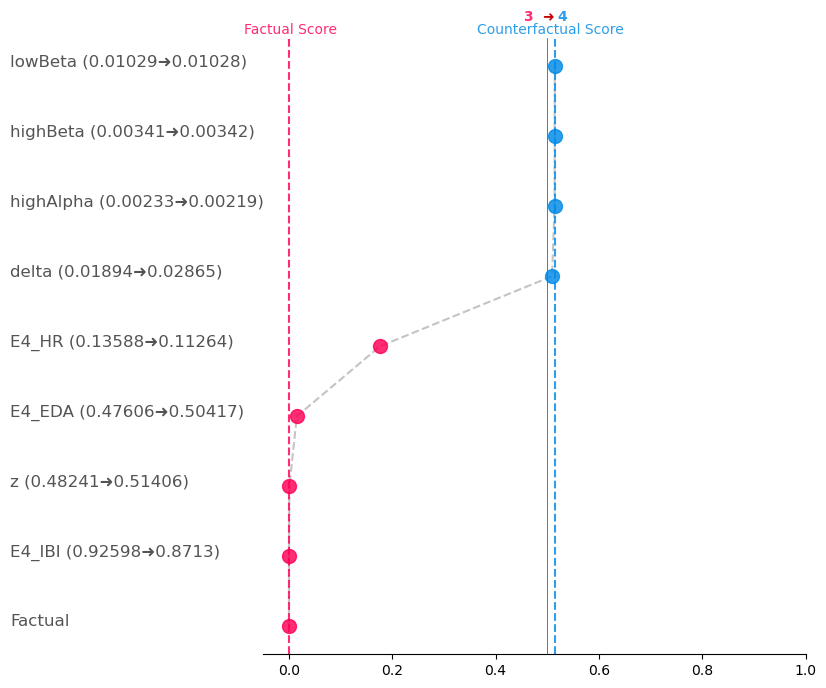 3 ➜ 4
Factual Score Counterfactual Score
lowBeta (0.01029➜0.01028)
highBeta (0.00341➜0.00342)
highAlpha (0.00233➜0.00219)
delta (0.01894➜0.02865)
E4_HR (0.13588➜0.11264)
E4_EDA (0.47606➜0.50417)
z (0.48241➜0.51406)
E4_IBI (0.92598➜0.8713)
Factual
0.0 0.2 0.4 0.6 0.8 1.0